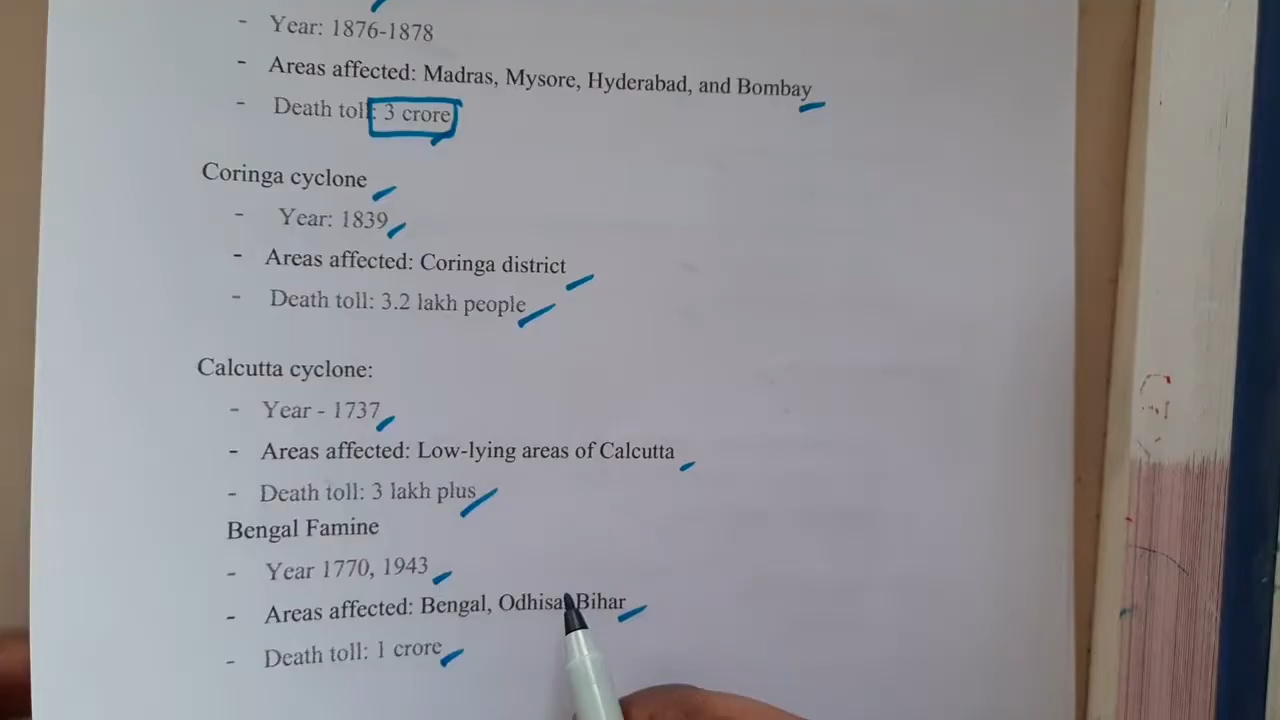 - Year: 1876-1878
- Areas affected: Madras, Mysore, Hyderabad, and Bombay
- Death toll: 3 crore
Coringa cyclone
- Year: 1839
- Areas affected: Coringa district
- Death toll: 3.2 lakh people
Calcutta cyclone:
- Year - 1737
- Areas affected: Low-lying areas of Calcutta
- Death toll: 3 lakh plus
Bengal Famine
- Year 1770, 1943
- Areas affected: Bengal, Odhisa Bihar
- Death toll: 1 crore